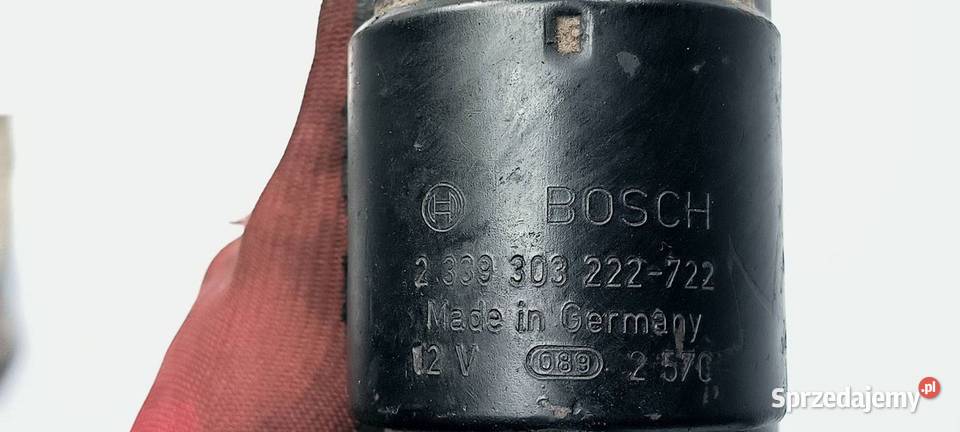 BOSCH
2 339 303 222-722
Made in Germany
12 V 089 2 570
Sprzedajemy.pl